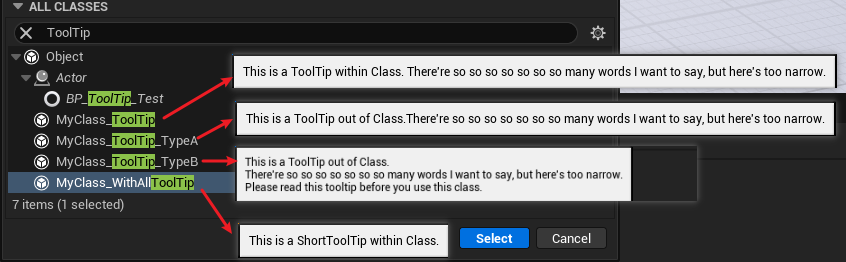 ALL CLASSES
ToolTip
Object
Actor
BP_ToolTip_Test
This is a ToolTip within Class. There're so so so so so so so many words I want to say, but here's too narrow.
MyClass_ToolTip
This is a ToolTip out of Class.There're so so so so so so so many words I want to say, but here's too narrow.
MyClass_ToolTip_TypeA
MyClass_ToolTip_TypeB
This is a ToolTip out of Class.
There're so so so so so so so many words I want to say, but here's too narrow.
Please read this tooltip before you use this class.
MyClass_WithAllToolTip
7 items (1 selected)
This is a ShortToolTip within Class.
Select
Cancel